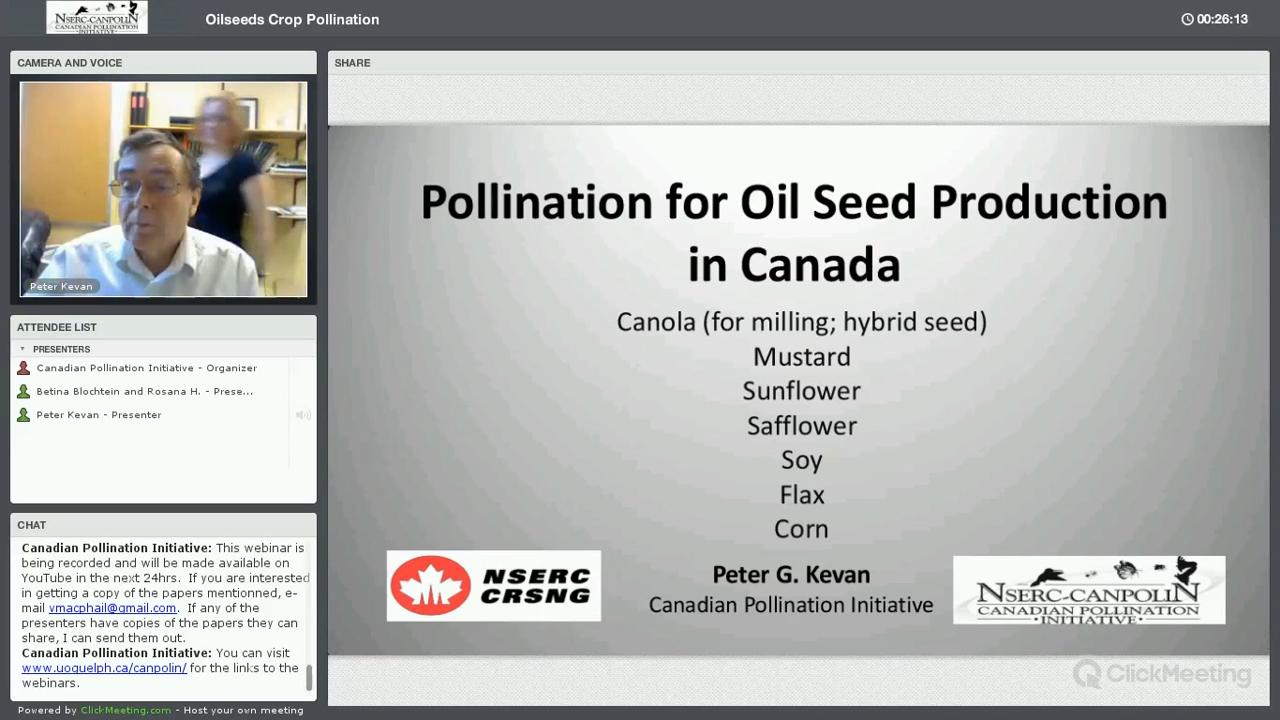 NSERC-CANPOLIN
CANADIAN POLLINATION
INITIATIVE
Oilseeds Crop Pollination
00:26:13
CAMERA AND VOICE
Peter Kevan
ATTENDEE LIST
PRESENTERS
Canadian Pollination Initiative - Organizer
Betina Blochtein and Rosana H. - Prese...
Peter Kevan - Presenter
CHAT
Canadian Pollination Initiative: This webinar is
being recorded and will be made available on
YouTube in the next 24hrs. If you are interested
in getting a copy of the papers mentionned, e-
mail vmacphail@gmail.com. If any of the
presenters have copies of the papers they can
share, I can send them out.
Canadian Pollination Initiative: You can visit
www.uoguelph.ca/canpolin/ for the links to the
webinars.
Powered by ClickMeeting.com - Host your own meeting
SHARE
Pollination for Oil Seed Production
in Canada
Canola (for milling; hybrid seed)
Mustard
Sunflower
Safflower
Soy
Flax
Corn
NSERC
CRSNG
Peter G. Kevan
Canadian Pollination Initiative
NSERC-CANPOLIN
CANADIAN POLLINATION
INITIATIVE
ClickMeeting